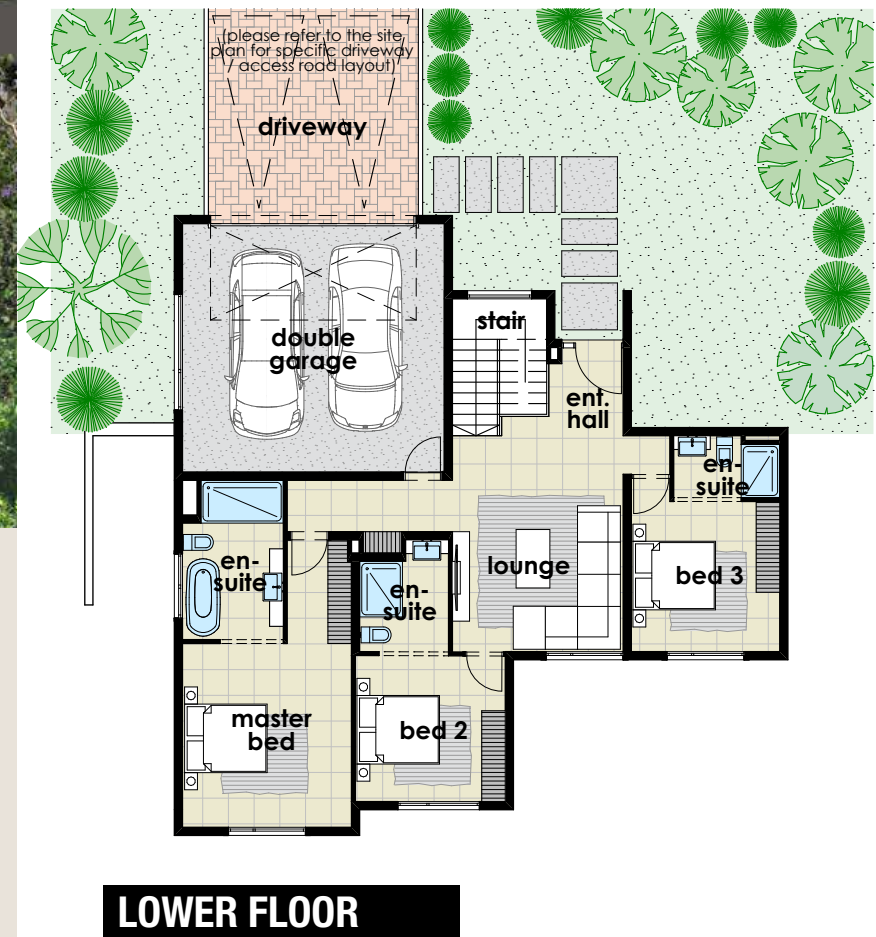 (please refer to the site
plan for specific driveway
/ access road layout)
driveway
stair
double
garage
ent.
hall
en-
suite
en-
suite
lounge
bed 3
en-
suite
master
bed
bed 2
LOWER FLOOR